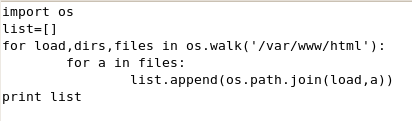 import os
list=[]
for load,dirs,files in os.walk('/var/www/html'):
        for a in files:
                list.append(os.path.join(load,a))
print list